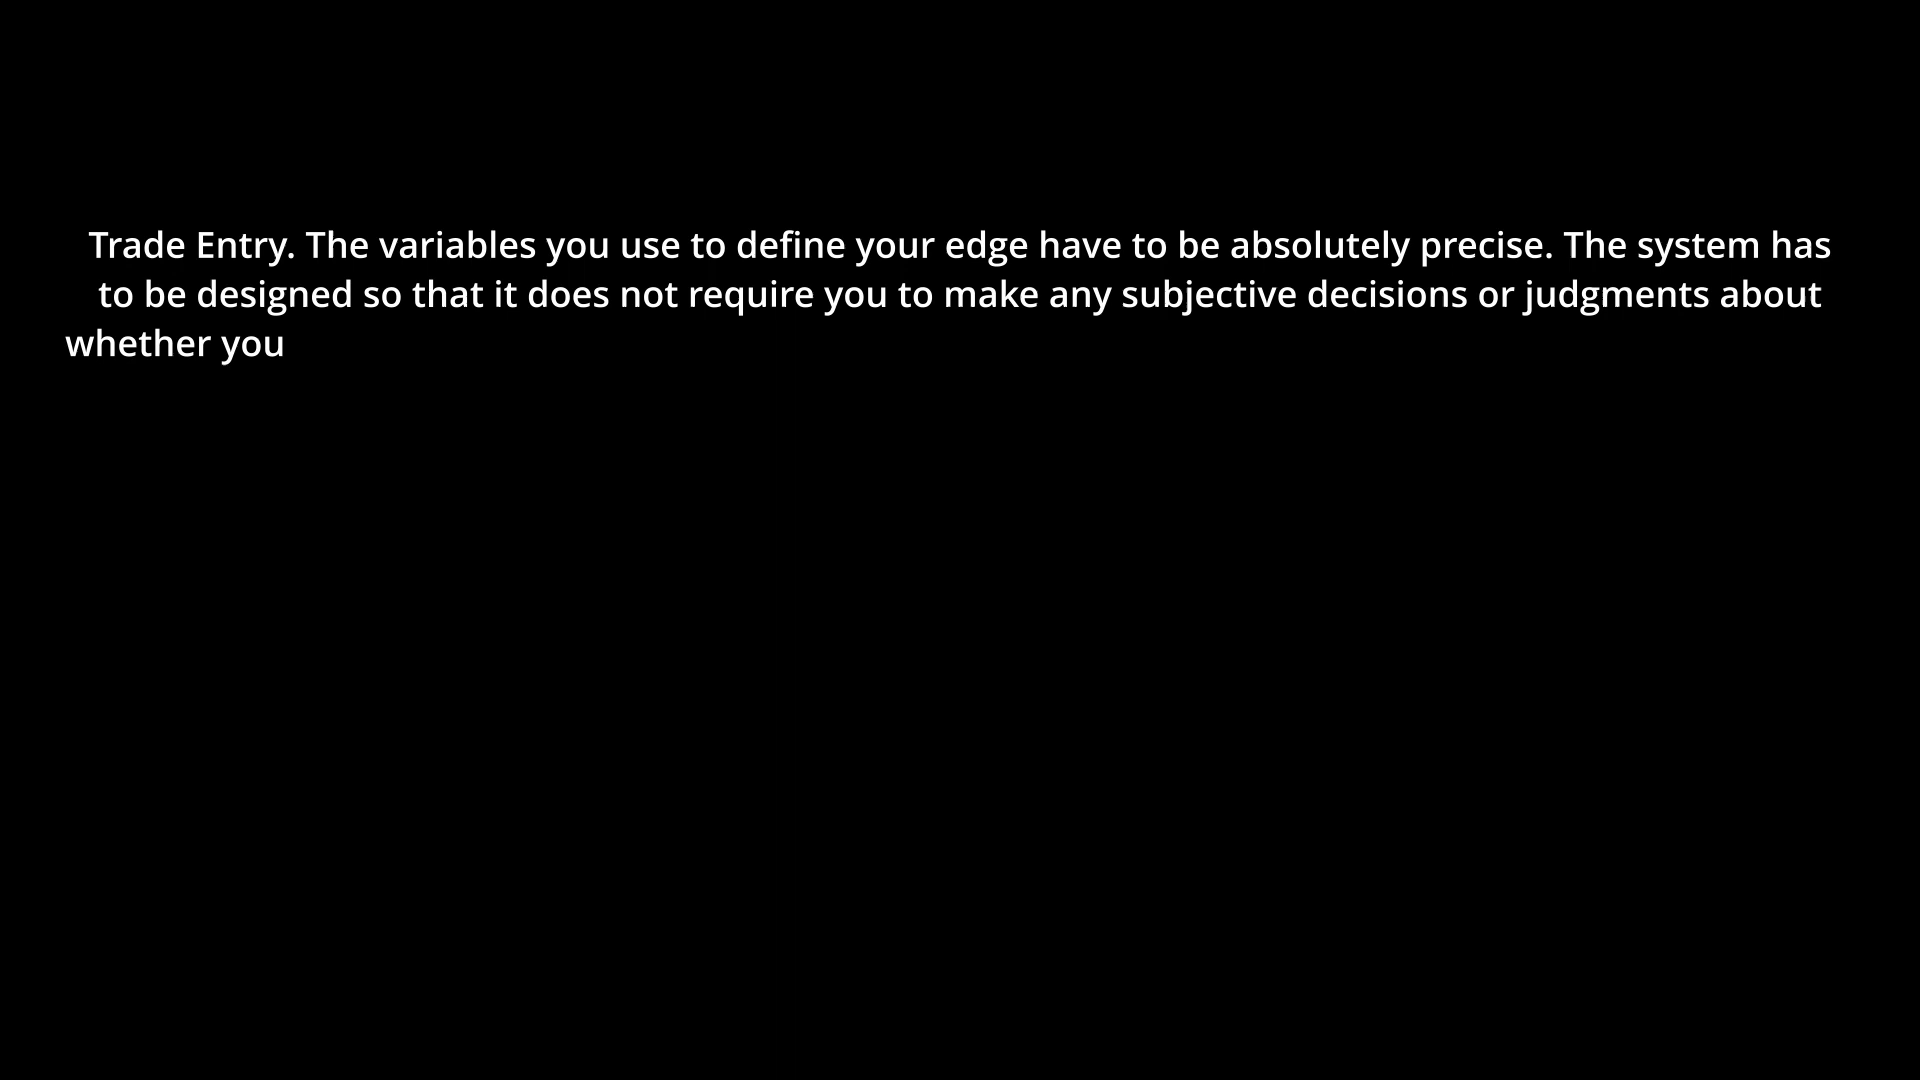 Trade Entry. The variables you use to define your edge have to be absolutely precise. The system has
to be designed so that it does not require you to make any subjective decisions or judgments about
whether you